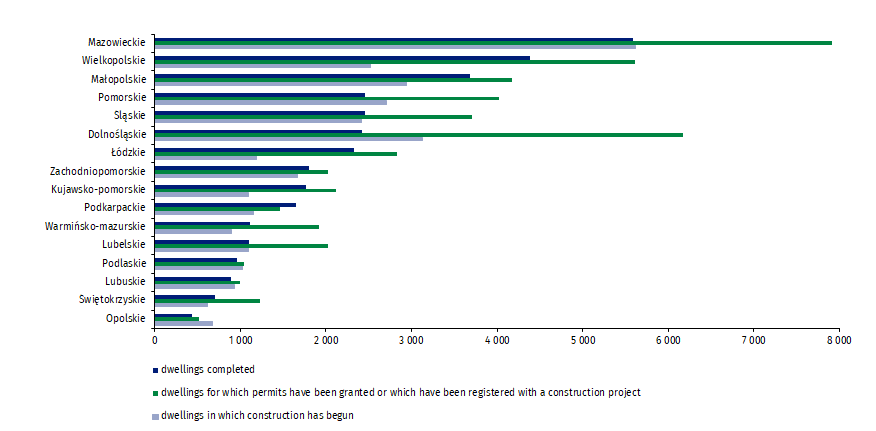 Mazowieckie
Wielkopolskie
Małopolskie
Pomorskie
Śląskie
Dolnośląskie
Łódzkie
Zachodniopomorskie
Kujawsko-pomorskie
Podkarpackie
Warmińsko-mazurskie
Lubelskie
Podlaskie
Lubuskie
Świętokrzyskie
Opolskie
0 1 000 2 000 3 000 4 000 5 000 6 000 7 000 8 000
dwellings completed
dwellings for which permits have been granted or which have been registered with a construction project
dwellings in which construction has begun